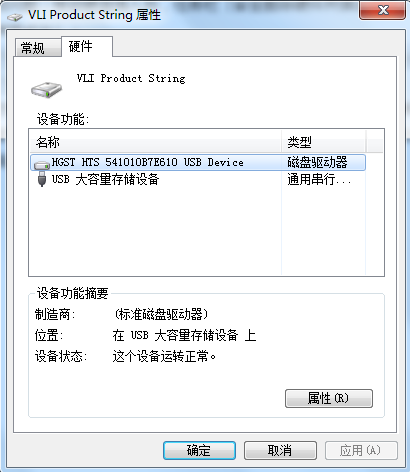 VLI Product String 属性
常规
硬件
VLI Product String
设备功能:
名称
类型
HGST HTS 541010B7E610 USB Device
磁盘驱动器
USB 大容量存储设备
通用串行...
设备功能摘要
制造商:
(标准磁盘驱动器)
位置:
在 USB 大容量存储设备 上
设备状态:
这个设备运转正常。
属性(R)
确定
取消
应用(A)